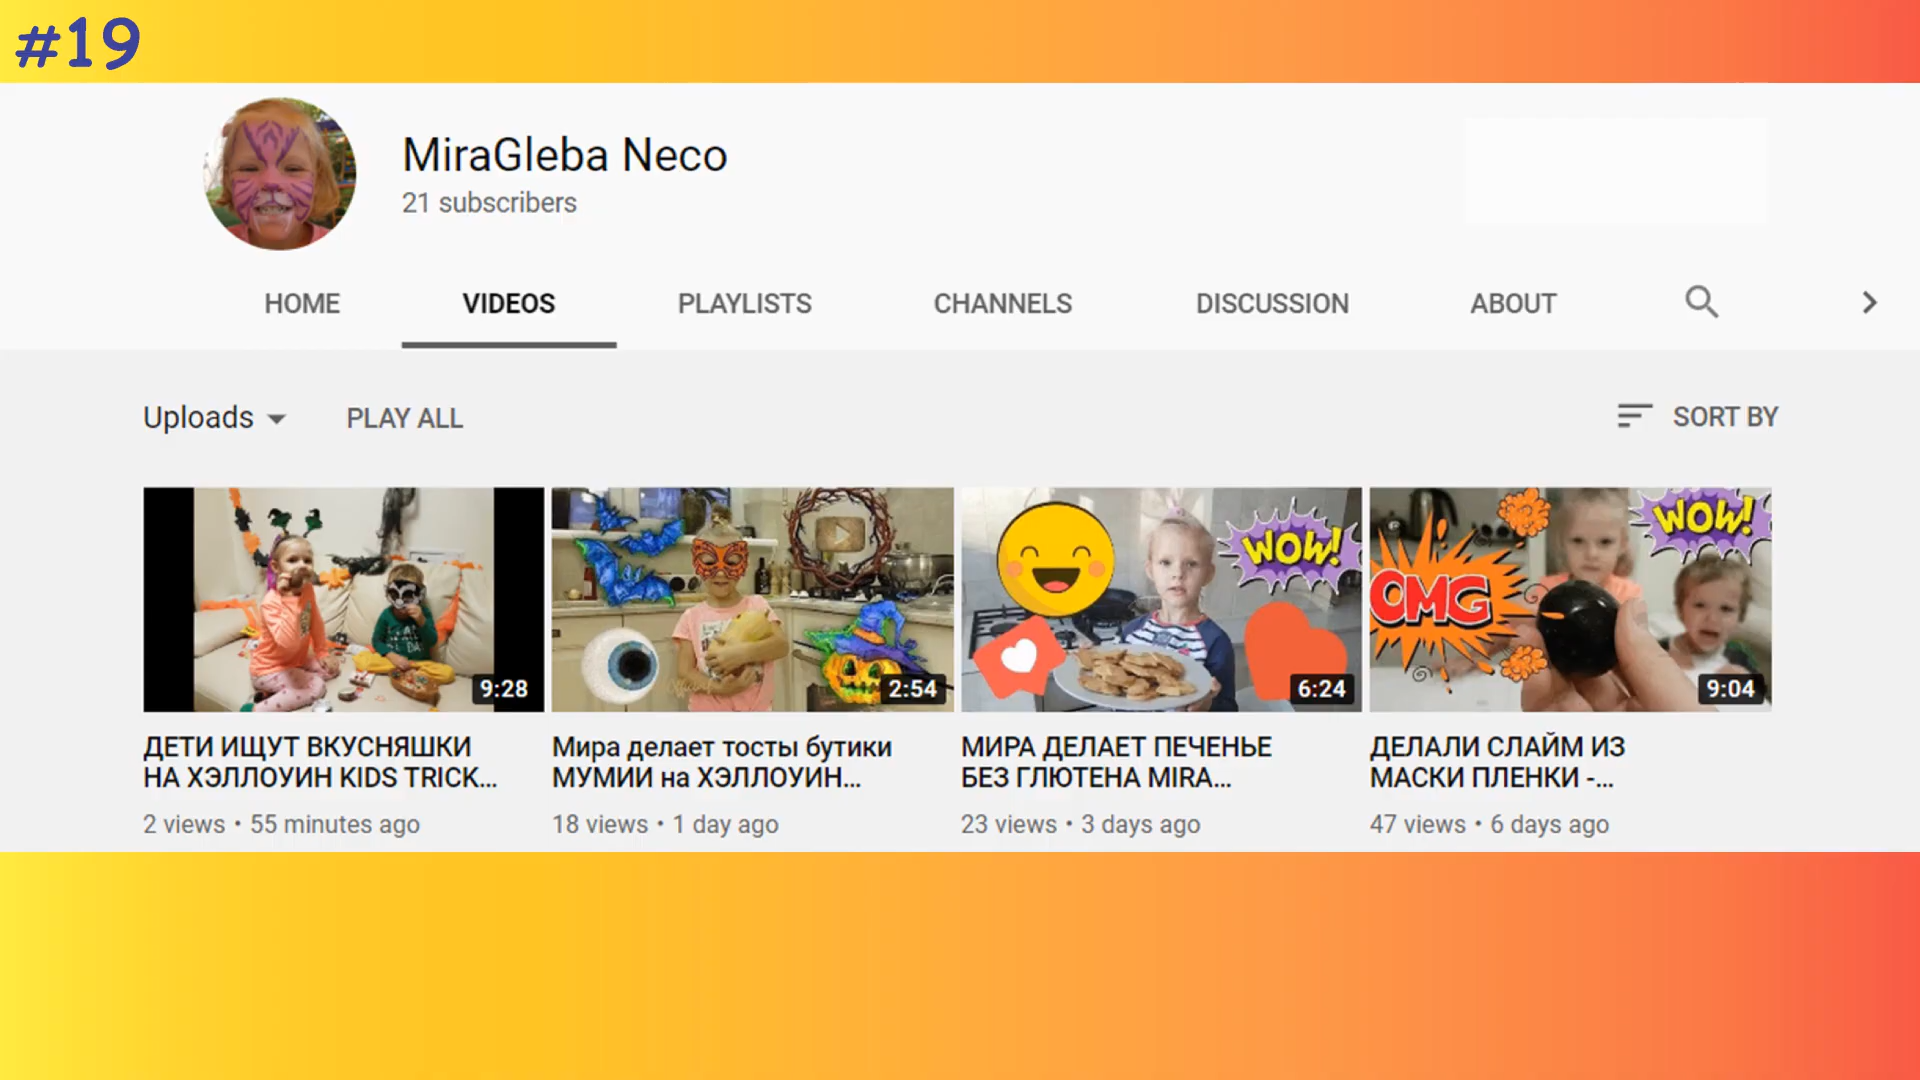 #19
MiraGleba Neco
21 subscribers
HOME VIDEOS PLAYLISTS CHANNELS DISCUSSION ABOUT
Uploads PLAY ALL SORT BY
WOW!
WOW!
OMG
9:28
2:54
6:24
9:04
ДЕТИ ИЩУТ ВКУСНЯШКИ
НА ХЭЛЛОУИН KIDS TRICK...
2 views • 55 minutes ago
Мира делает тосты бутики
МУМИИ на ХЭЛЛОУИН...
18 views • 1 day ago
МИРА ДЕЛАЕТ ПЕЧЕНЬЕ
БЕЗ ГЛЮТЕНА MIRA...
23 views • 3 days ago
ДЕЛАЛИ СЛАЙМ ИЗ
МАСКИ ПЛЕНКИ -...
47 views • 6 days ago